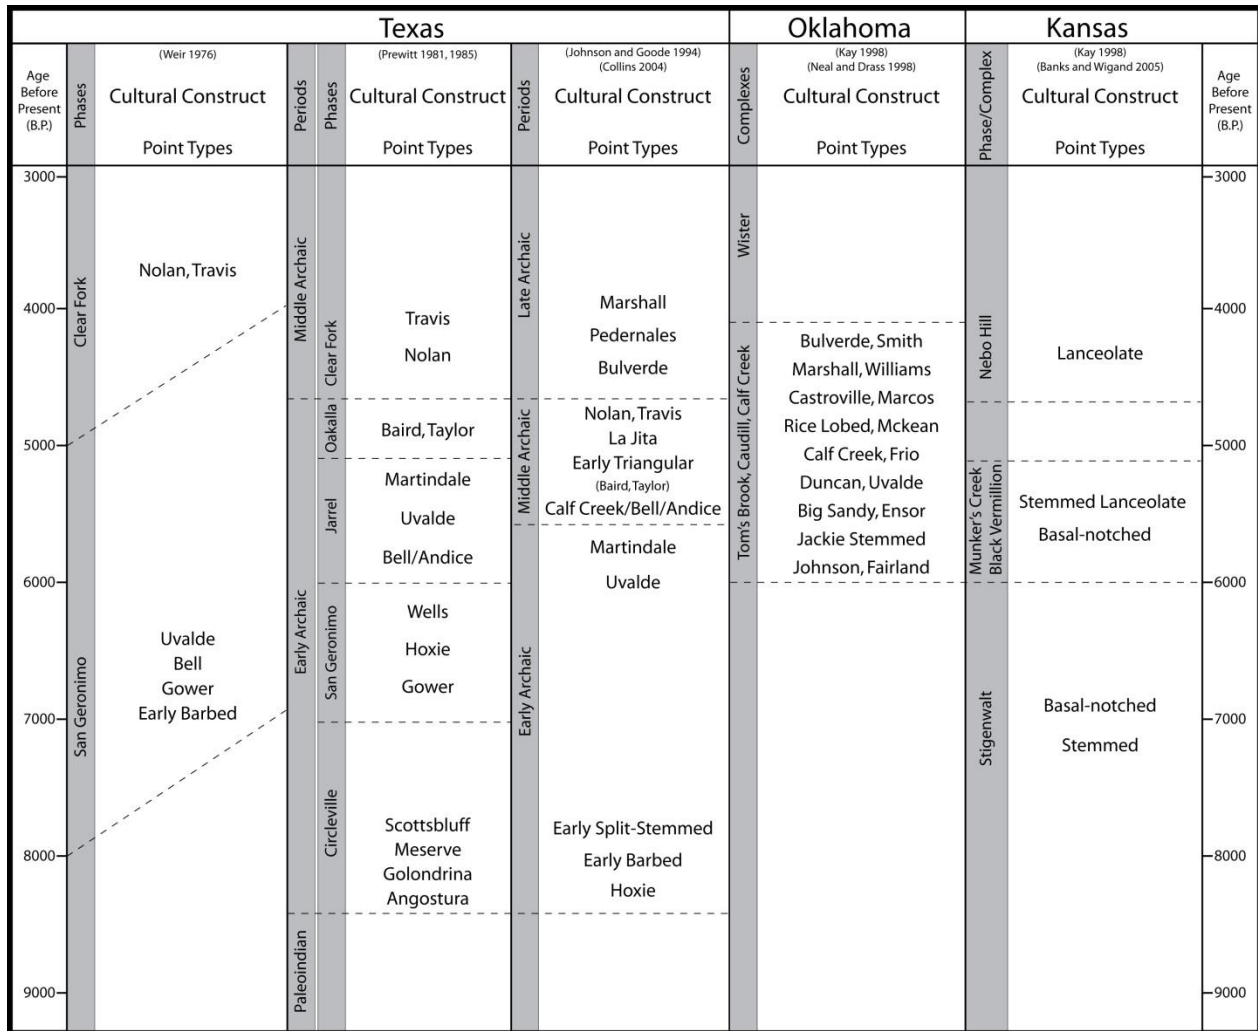 Texas
Oklahoma
Kansas
Age
Before
Present
(B.P.)
Phases
(Weir 1976)
Cultural Construct
Point Types
Periods
Phases
(Prewitt 1981, 1985)
Cultural Construct
Point Types
Periods
(Johnson and Goode 1994)
(Collins 2004)
Cultural Construct
Point Types
Complexes
(Kay 1998)
(Neal and Drass 1998)
Cultural Construct
Point Types
Phase/Complex
(Kay 1998)
(Banks and Wigand 2005)
Cultural Construct
Point Types
Age
Before
Present
(B.P.)
3000
4000
5000
6000
7000
8000
9000
Clear Fork
San Geronimo
Nolan, Travis
Uvalde
Bell
Gower
Early Barbed
Middle Archaic
Early Archaic
Paleoindian
Clear Fork
Oakalla
Jarrel
San Geronimo
Circleville
Travis
Nolan
Baird, Taylor
Martindale
Uvalde
Bell/Andice
Wells
Hoxie
Gower
Scottsbluff
Meserve
Golondrina
Angostura
Late Archaic
Middle Archaic
Early Archaic
Marshall
Pedernales
Bulverde
Nolan, Travis
La Jita
Early Triangular
(Baird, Taylor)
Calf Creek/Bell/Andice
Martindale
Uvalde
Early Split-Stemmed
Early Barbed
Hoxie
Wister
Tom's Brook, Caudill, Calf Creek
Bulverde, Smith
Marshall, Williams
Castroville, Marcos
Rice Lobed, Mckean
Calf Creek, Frio
Duncan, Uvalde
Big Sandy, Ensor
Jackie Stemmed
Johnson, Fairland
Nebo Hill
Munker's Creek
Black Vermillion
Stigenwalt
Lanceolate
Stemmed Lanceolate
Basal-notched
Basal-notched
Stemmed
3000
4000
5000
6000
7000
8000
9000